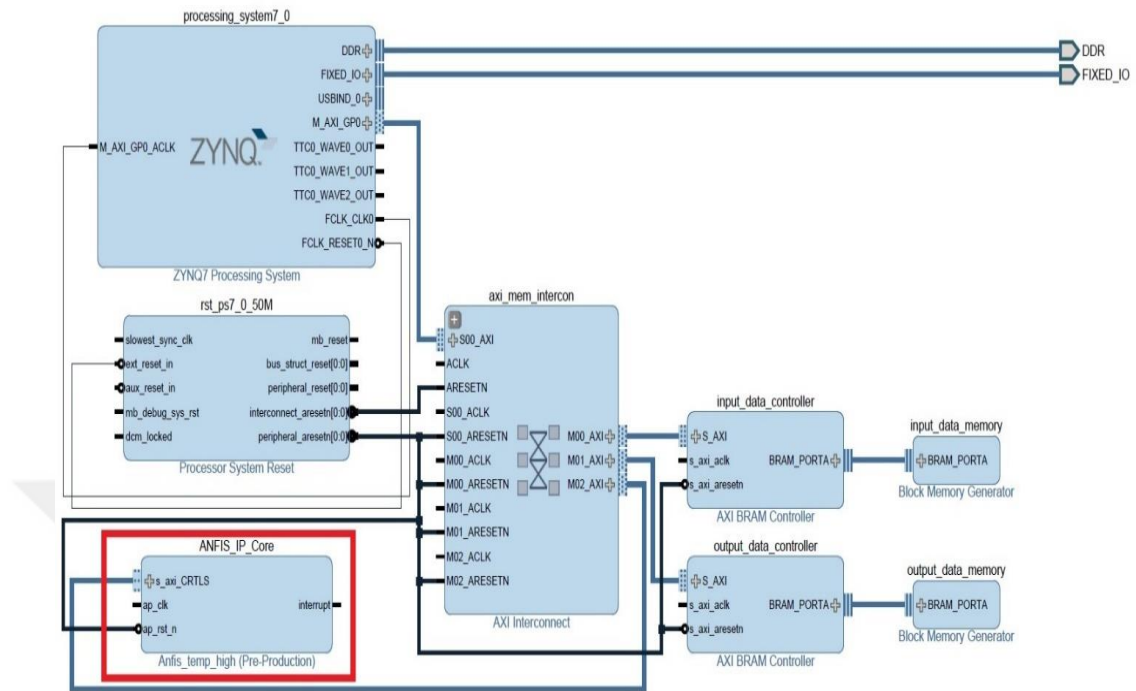 processing_system7_0
DDR
FIXED_IO
USBIND_0
M_AXI_GP0
M_AXI_GP0_ACLK
ZYNQ
TTC0_WAVE0_OUT
TTC0_WAVE1_OUT
TTC0_WAVE2_OUT
FCLK_CLK0
FCLK_RESET0_N
ZYNQ7 Processing System
DDR
FIXED_IO
rst_ps7_0_50M
slowest_sync_clk
mb_reset
ext_reset_in
bus_struct_reset[0:0]
aux_reset_in
peripheral_reset[0:0]
mb_debug_sys_rst
interconnect_aresetn[0:0]
dcm_locked
peripheral_aresetn[0:0]
Processor System Reset
axi_mem_intercon
S00_AXI
ACLK
ARESETN
S00_ACLK
S00_ARESETN
M00_AXI
M00_ACLK
M01_AXI
M00_ARESETN
M02_AXI
M01_ACLK
M01_ARESETN
M02_ACLK
M02_ARESETN
AXI Interconnect
input_data_controller
S_AXI
s_axi_aclk
BRAM_PORTA
s_axi_aresetn
AXI BRAM Controller
input_data_memory
BRAM_PORTA
Block Memory Generator
output_data_controller
S_AXI
s_axi_aclk
BRAM_PORTA
s_axi_aresetn
AXI BRAM Controller
output_data_memory
BRAM_PORTA
Block Memory Generator
ANFIS_IP_Core
s_axi_CRTLS
ap_clk
interrupt
ap_rst_n
Anfis_temp_high (Pre-Production)